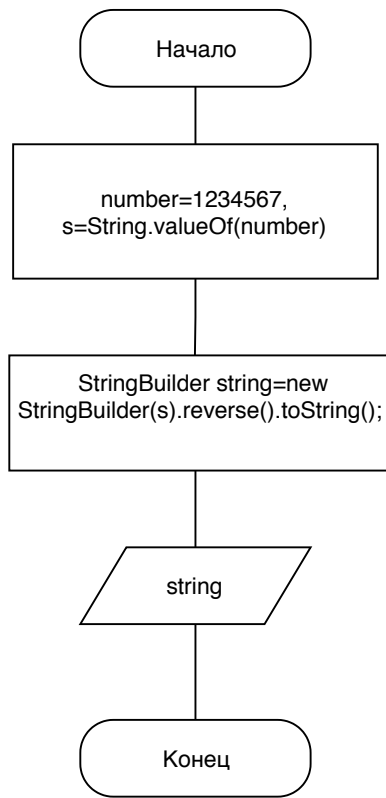 Начало
number=1234567,
s=String.valueOf(number)
StringBuilder string=new
StringBuilder(s).reverse().toString();
string
Конец